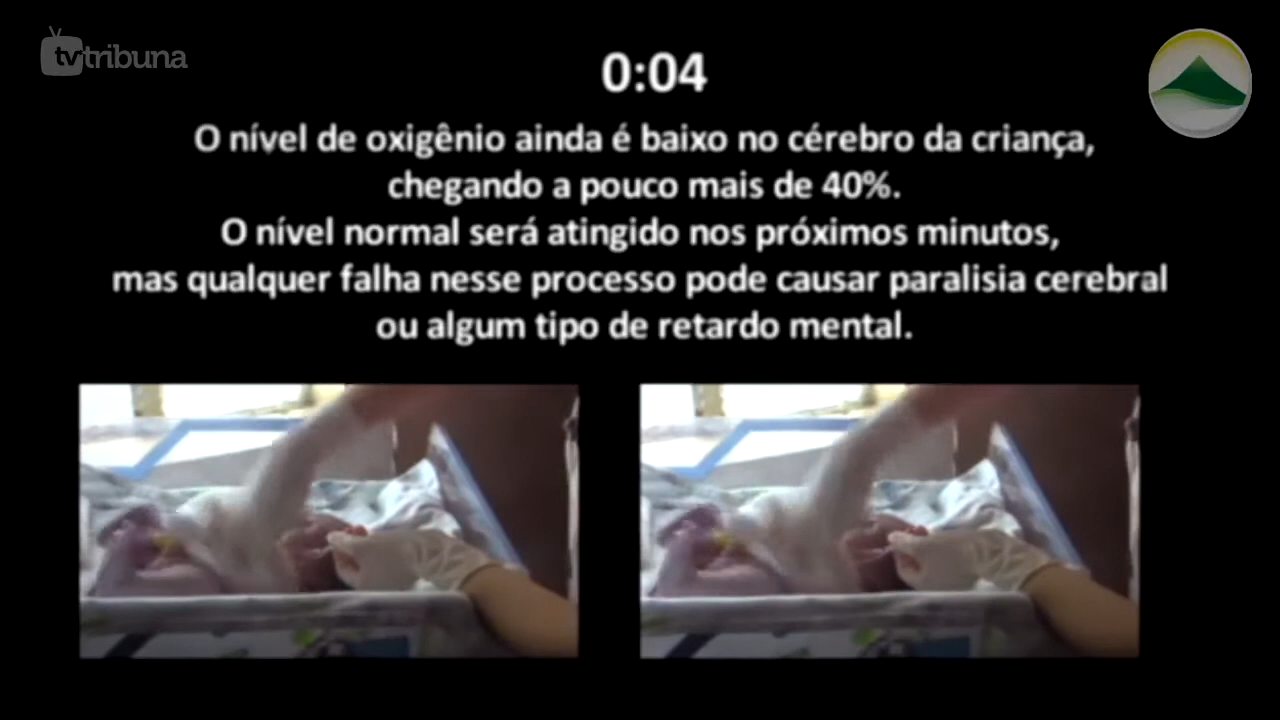 tvtribuna
0:04
O nível de oxigênio ainda é baixo no cérebro da criança,
chegando a pouco mais de 40%.
O nível normal será atingido nos próximos minutos,
mas qualquer falha nesse processo pode causar paralisia cerebral
ou algum tipo de retardo mental.